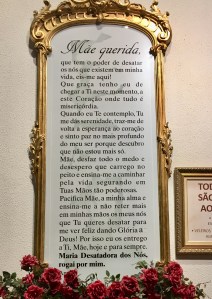 Mãe querida,
que tem o poder de desatar
os nós que existem na minha
vida, eis-me aqui!
Que graça tenho eu de
chegar a Ti neste momento, a
este Coração onde tudo é
misericórdia.
Quando eu Te contemplo, Tu
me dás serenidade, traz-me de
volta a esperança ao coração
e sinto paz no mais profundo
do meu ser porque descubro
que não estou mais só.
Mãe, desfaz todo o medo e
desespero que carrego no
peito e ensina-me a caminhar
pela vida segurando em
Tuas Mãos tão poderosas.
Pacifica Mãe, a minha alma e
ensina-me a não reter mais
em minhas mãos os meus nós
que Tu queres desatar para
me ver feliz dando Glória à
Deus! Por isso eu os entrego
a Ti, Mãe, hoje e para sempre.
Maria Desatadora dos Nós,
rogai por mim.
TOD
SÃO
AO